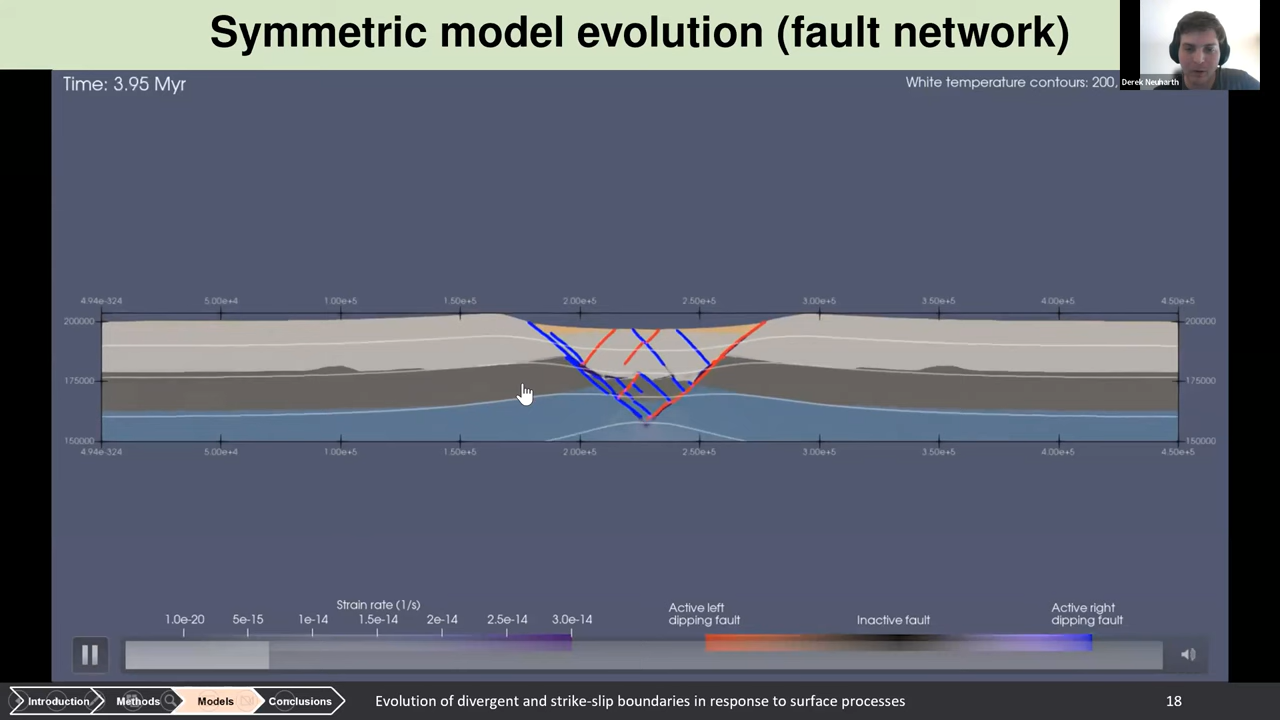 Symmetric model evolution (fault network)
Derek Neuharth
Time: 3.95 Myr
White temperature contours: 200,
4.94e-324 5.00e+4 1.00e+5 1.50e+5 2.00e+5 2.50e+5 3.00e+5 3.50e+5 4.00e+5 4.50e+5
200000 200000
175000 175000
150000 150000
4.94e-324 5.00e+4 1.00e+5 1.50e+5 2.00e+5 2.50e+5 3.00e+5 3.50e+5 4.00e+5 4.50e+5
Strain rate (1/s)
1.0e-20 5e-15 1e-14 1.5e-14 2e-14 2.5e-14 3.0e-14
Active left
dipping fault
Inactive fault
Active right
dipping fault
Introduction Methods Models Conclusions
Evolution of divergent and strike-slip boundaries in response to surface processes
18